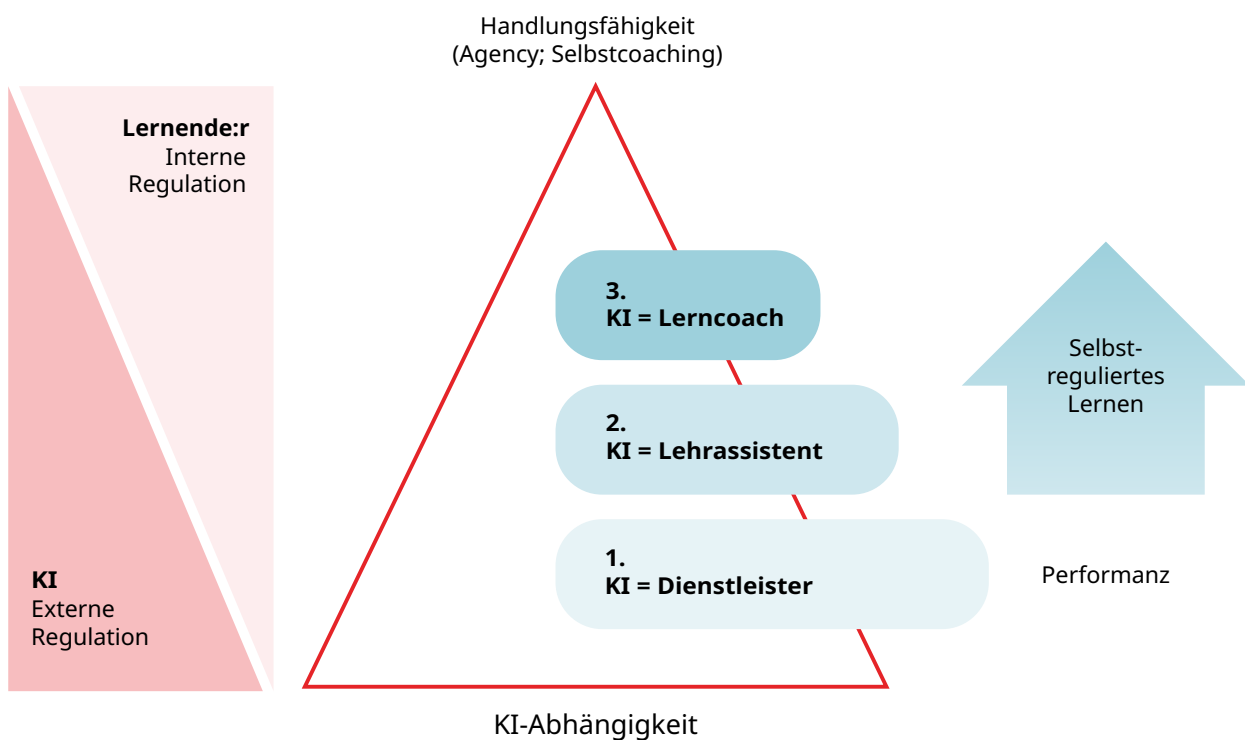 Handlungsfähigkeit
(Agency; Selbstcoaching)
Lernende:r
Interne
Regulation
KI
Externe
Regulation
3.
KI = Lerncoach
2.
KI = Lehrassistent
1.
KI = Dienstleister
Selbst-
reguliertes
Lernen
Performanz
KI-Abhängigkeit